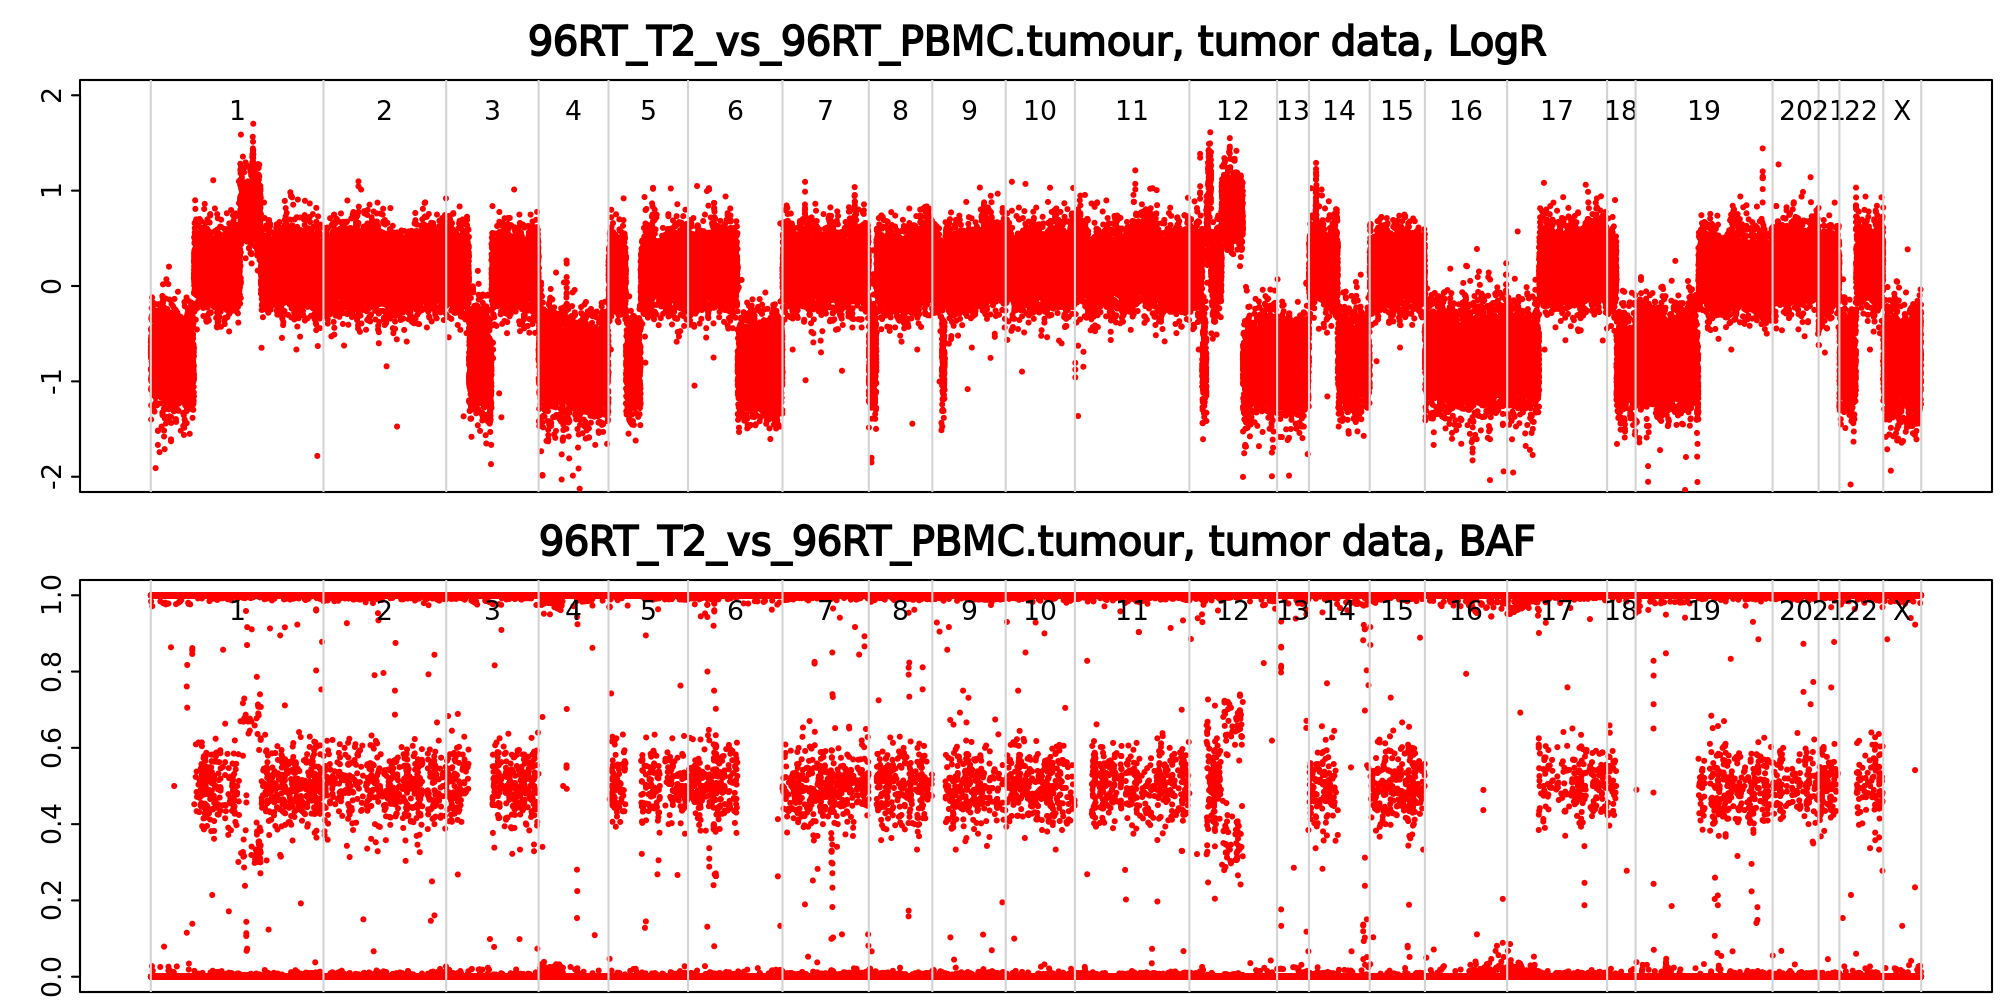 96RT_T2_vs_96RT_PBMC.tumour, tumor data, LogR
2
1
0
-1
-2
1 2 3 4 5 6 7 8 9 10 11 12 13 14 15 16 17 18 19 20 21 22 X
96RT_T2_vs_96RT_PBMC.tumour, tumor data, BAF
1.0
0.8
0.6
0.4
0.2
0.0
1 2 3 4 5 6 7 8 9 10 11 12 13 14 15 16 17 18 19 20 21 22 X